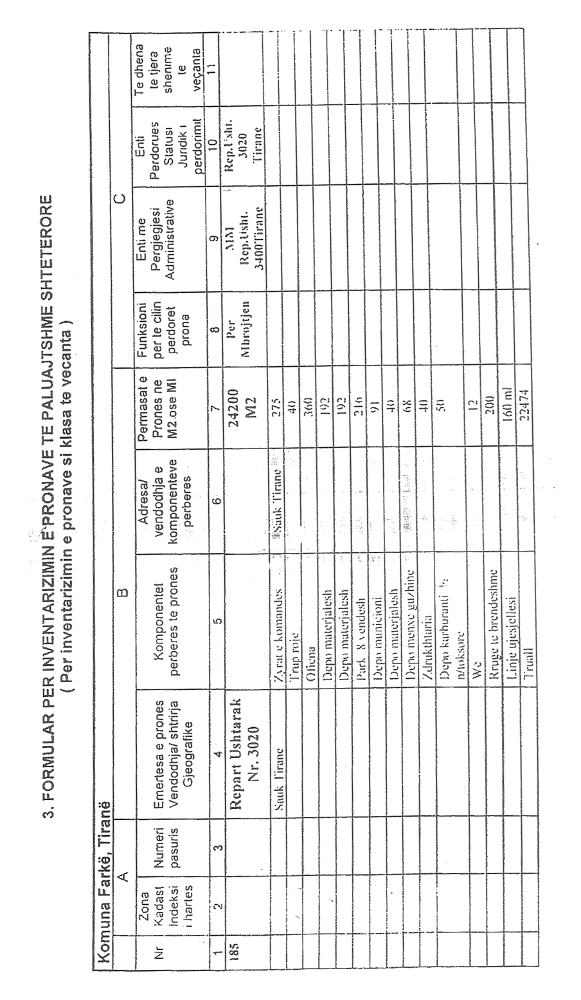 3. FORMULAR PER INVENTARIZIMIN E PRONAVE TE PALUAJTSHME SHTETERORE
( Per inventarizimin e pronave si klasa te vecanta )
Komuna Farkë, Tiranë
A B C
Nr
Zona
Kadast
Indeksi
i hartes
Numeri
pasuris
Emertesa e prones
Vendodhja/ shtrirja
Gjeografike
Komponentet
perberes te prones
Adresa/
vendodhja e
komponenteve
perberes
Permasat e
Prones ne
M2.ose Ml
Funksioni
per te cilin
perdoret
prona
Enti me
Pergjegjesi
Administrative
Enti
Perdorues
Statusi
Juridik i
perdorimit
Te dhena
te tjera
shenime
te
veçanta
1 2 3 4 5 6 7 8 9 10 11
185
Repart Ushtarak
Nr. 3020
24200
M2
Per
Mbrojtjen
MM
Rep.Usht.
3400Tirane
Rep.Usht.
3020
Tirane
Sauk Tirane Zyrat e komandes Sauk Tirane 275
Trup roje 40
Oficna 360
Depo materjalesh 192
Depo materjalesh 192
Park 8 vendesh 216
Depo municioni 91
Depo materjalesh 40
Depo menxe guzhine 68
Zdrukthtaria 40
Depo karburanti 50
n/toksore
Wc 12
Rruge te brendeshme 200
Linje ujesjellesi 160 ml
Truall 22474